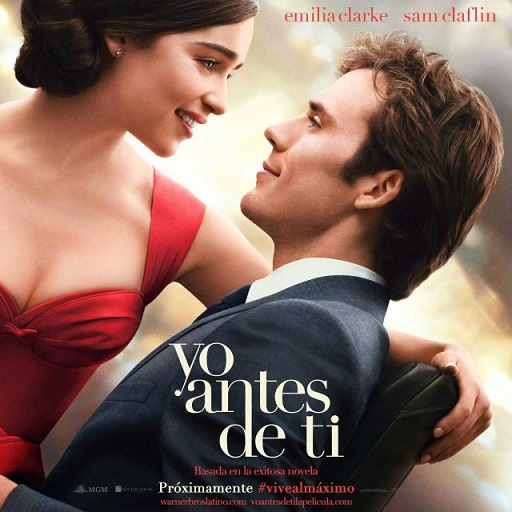 emilia clarke sam claflin
yo
antes
de ti
Basada en la exitosa novela
MGM
Próximamente #vivealmáximo
warnerbroslatino.com yoantesdetilapelicula.com